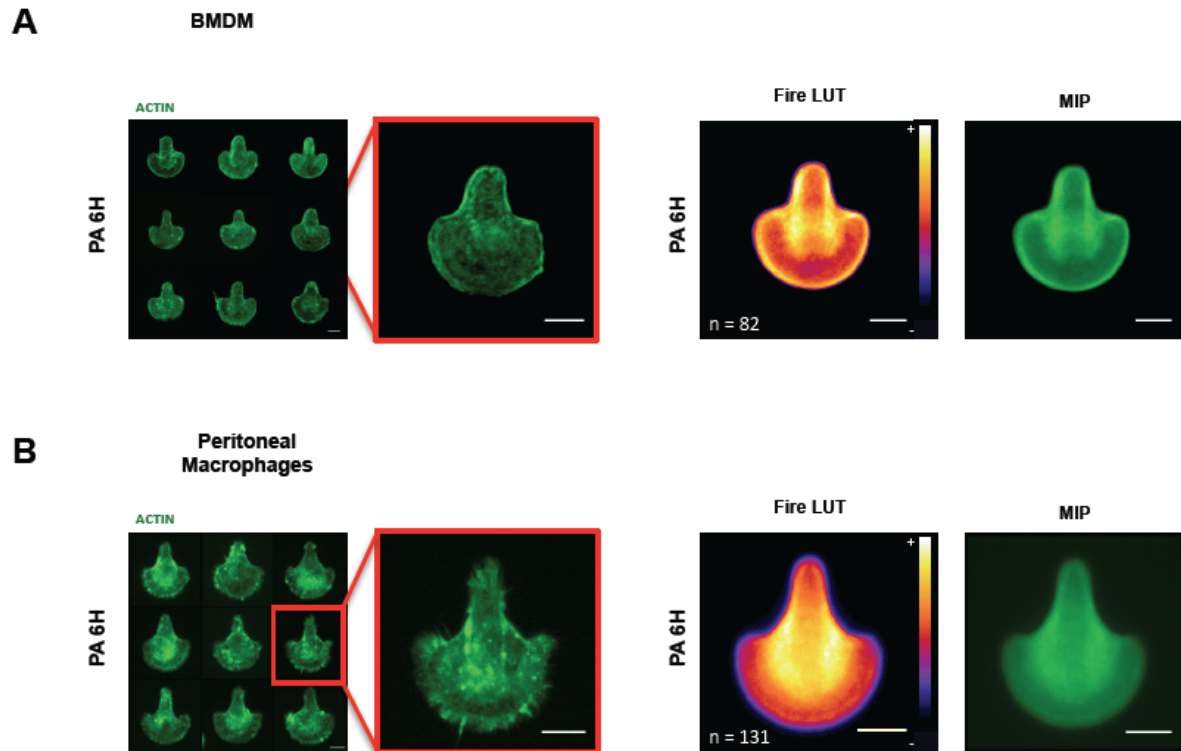 A
BMDM
ACTIN
PA 6H
Fire LUT
MIP
PA 6H
+
-
n = 82
B
Peritoneal
Macrophages
ACTIN
PA 6H
Fire LUT
MIP
PA 6H
+
-
n = 131